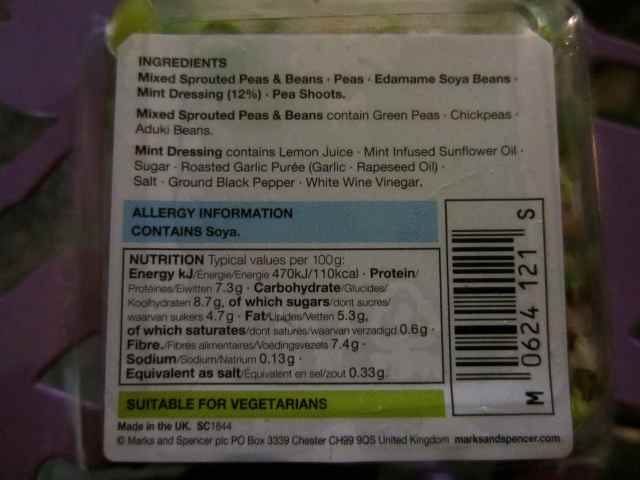 INGREDIENTS
Mixed Sprouted Peas & Beans · Peas · Edamame Soya Beans ·
Mint Dressing (12%) · Pea Shoots.
Mixed Sprouted Peas & Beans contain Green Peas · Chickpeas ·
Aduki Beans.
Mint Dressing contains Lemon Juice · Mint Infused Sunflower Oil ·
Sugar · Roasted Garlic Purée (Garlic · Rapeseed Oil) ·
Salt · Ground Black Pepper · White Wine Vinegar.
ALLERGY INFORMATION
CONTAINS Soya.
NUTRITION Typical values per 100g:
Energy kJ/Energie/Energie 470kJ/110kcal · Protein/
Protéines/Eiwitten 7.3g · Carbohydrate/Glucides/
Koolhydraten 8.7g, of which sugars/dont sucres/
waarvan suikers 4.7g · Fat/Lipides/Vetten 5.3g,
of which saturates/dont saturés/waarvan verzadigd 0.6g ·
Fibre./Fibres alimentaires/Voedingsvezels 7.4g ·
Sodium/Sodium/Natrium 0.13g ·
Equivalent as salt/Equivalent en sel/zout 0.33g.
M 0624 121 S
SUITABLE FOR VEGETARIANS
Made in the UK. SC1644
© Marks and Spencer plc PO Box 3339 Chester CH99 9QS United Kingdom marksandspencer.com